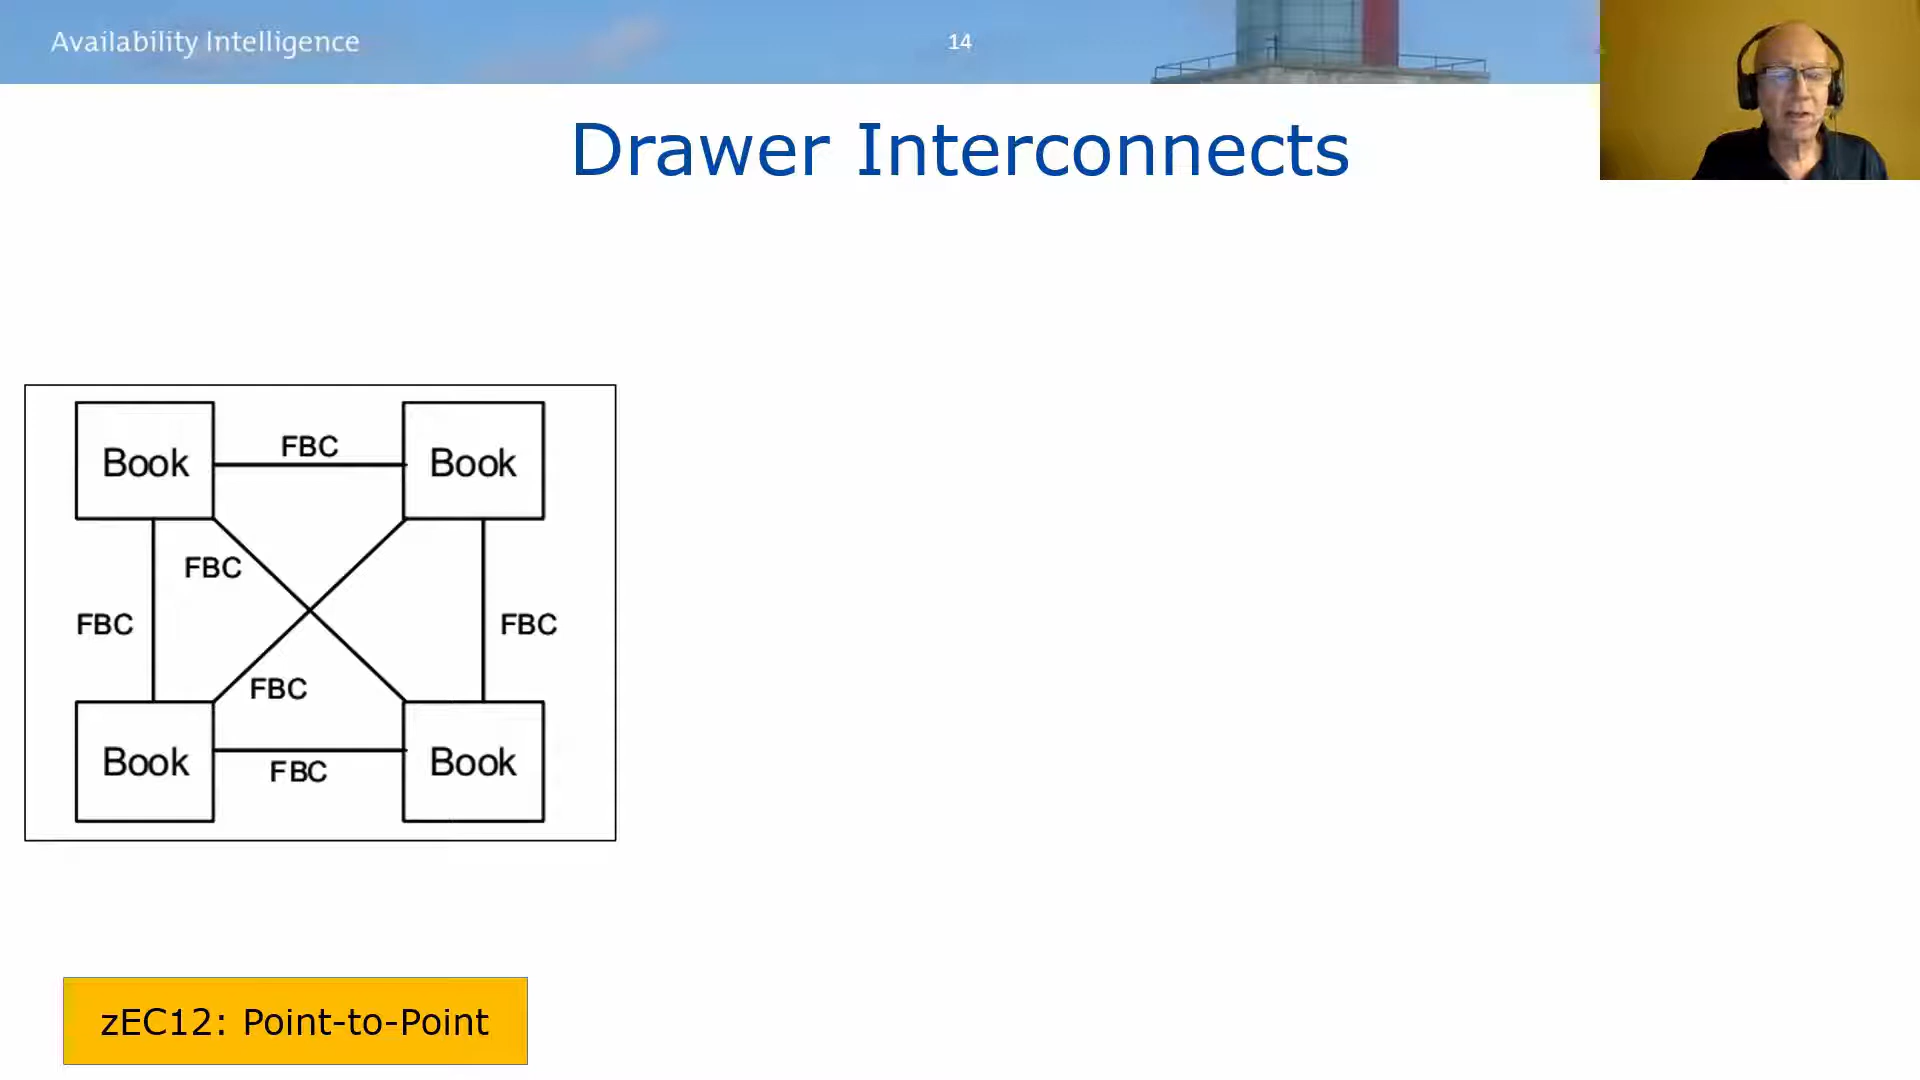 Availability Intelligence
14
Drawer Interconnects
Book
FBC
Book
FBC
FBC
FBC
FBC
Book
FBC
Book
zEC12: Point-to-Point